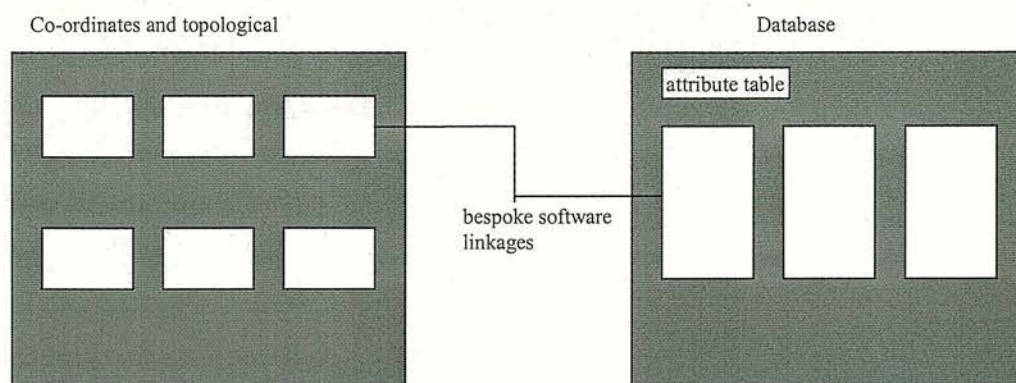 Co-ordinates and topological
Database
attribute table
bespoke software
linkages